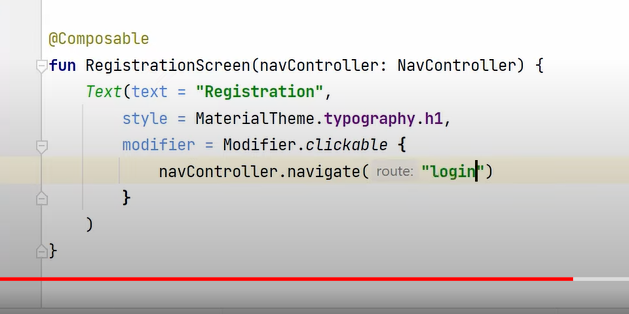 @Composable
fun RegistrationScreen(navController: NavController) {
Text(text = "Registration",
style = MaterialTheme.typography.h1,
modifier = Modifier.clickable {
navController.navigate( route: "login")
}
)
}